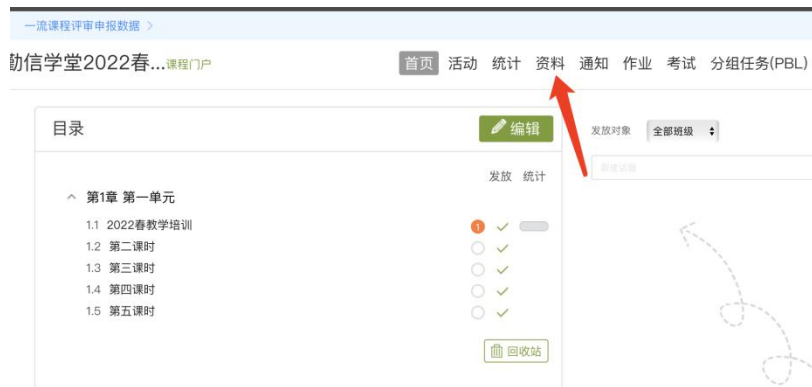 一流课程评审申报数据 >
勤信学堂2022春...课程门户
首页 活动 统计 资料 通知 作业 考试 分组任务(PBL)
目录
编辑
发放对象 全部班级
新建话题
发放 统计
第1章 第一单元
1.1 2022春教学培训 1
1.2 第二课时
1.3 第三课时
1.4 第四课时
1.5 第五课时
回收站